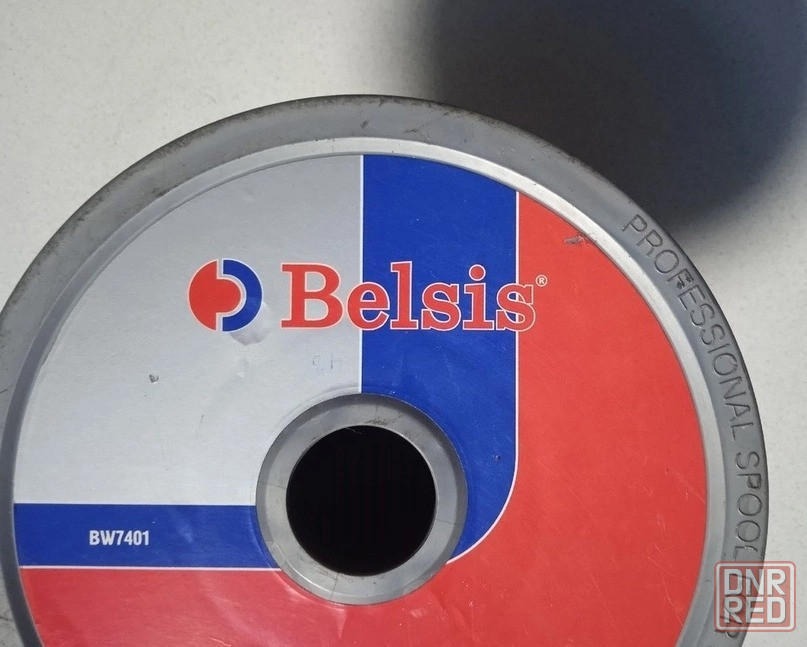 Belsis®
PROFESSIONAL SPOOL
BW7401
DNR
RED